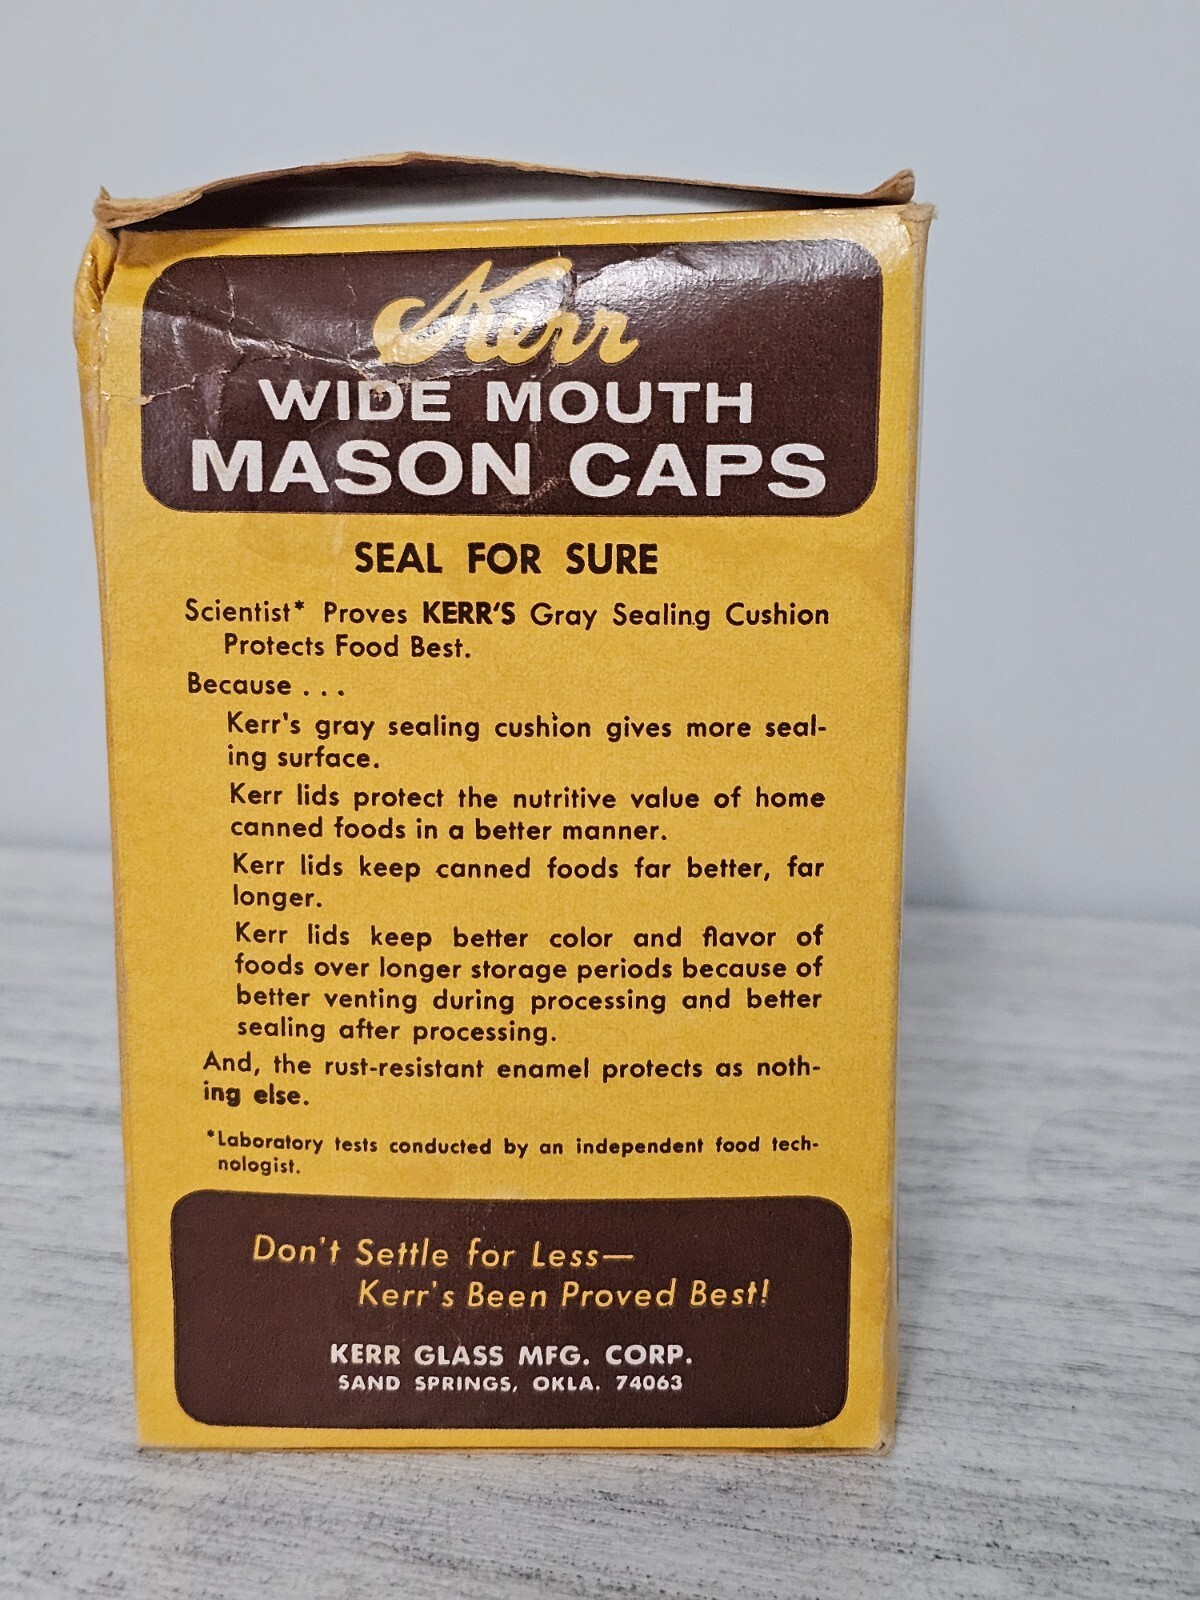 Kerr
WIDE MOUTH
MASON CAPS
SEAL FOR SURE
Scientist* Proves KERR'S Gray Sealing Cushion
Protects Food Best.
Because . . .
Kerr's gray sealing cushion gives more seal-
ing surface.
Kerr lids protect the nutritive value of home
canned foods in a better manner.
Kerr lids keep canned foods far better, far
longer.
Kerr lids keep better color and flavor of
foods over longer storage periods because of
better venting during processing and better
sealing after processing.
And, the rust-resistant enamel protects as noth-
ing else.
*Laboratory tests conducted by an independent food tech-
nologist.
Don't Settle for Less—
Kerr's Been Proved Best!
KERR GLASS MFG. CORP.
SAND SPRINGS, OKLA. 74063